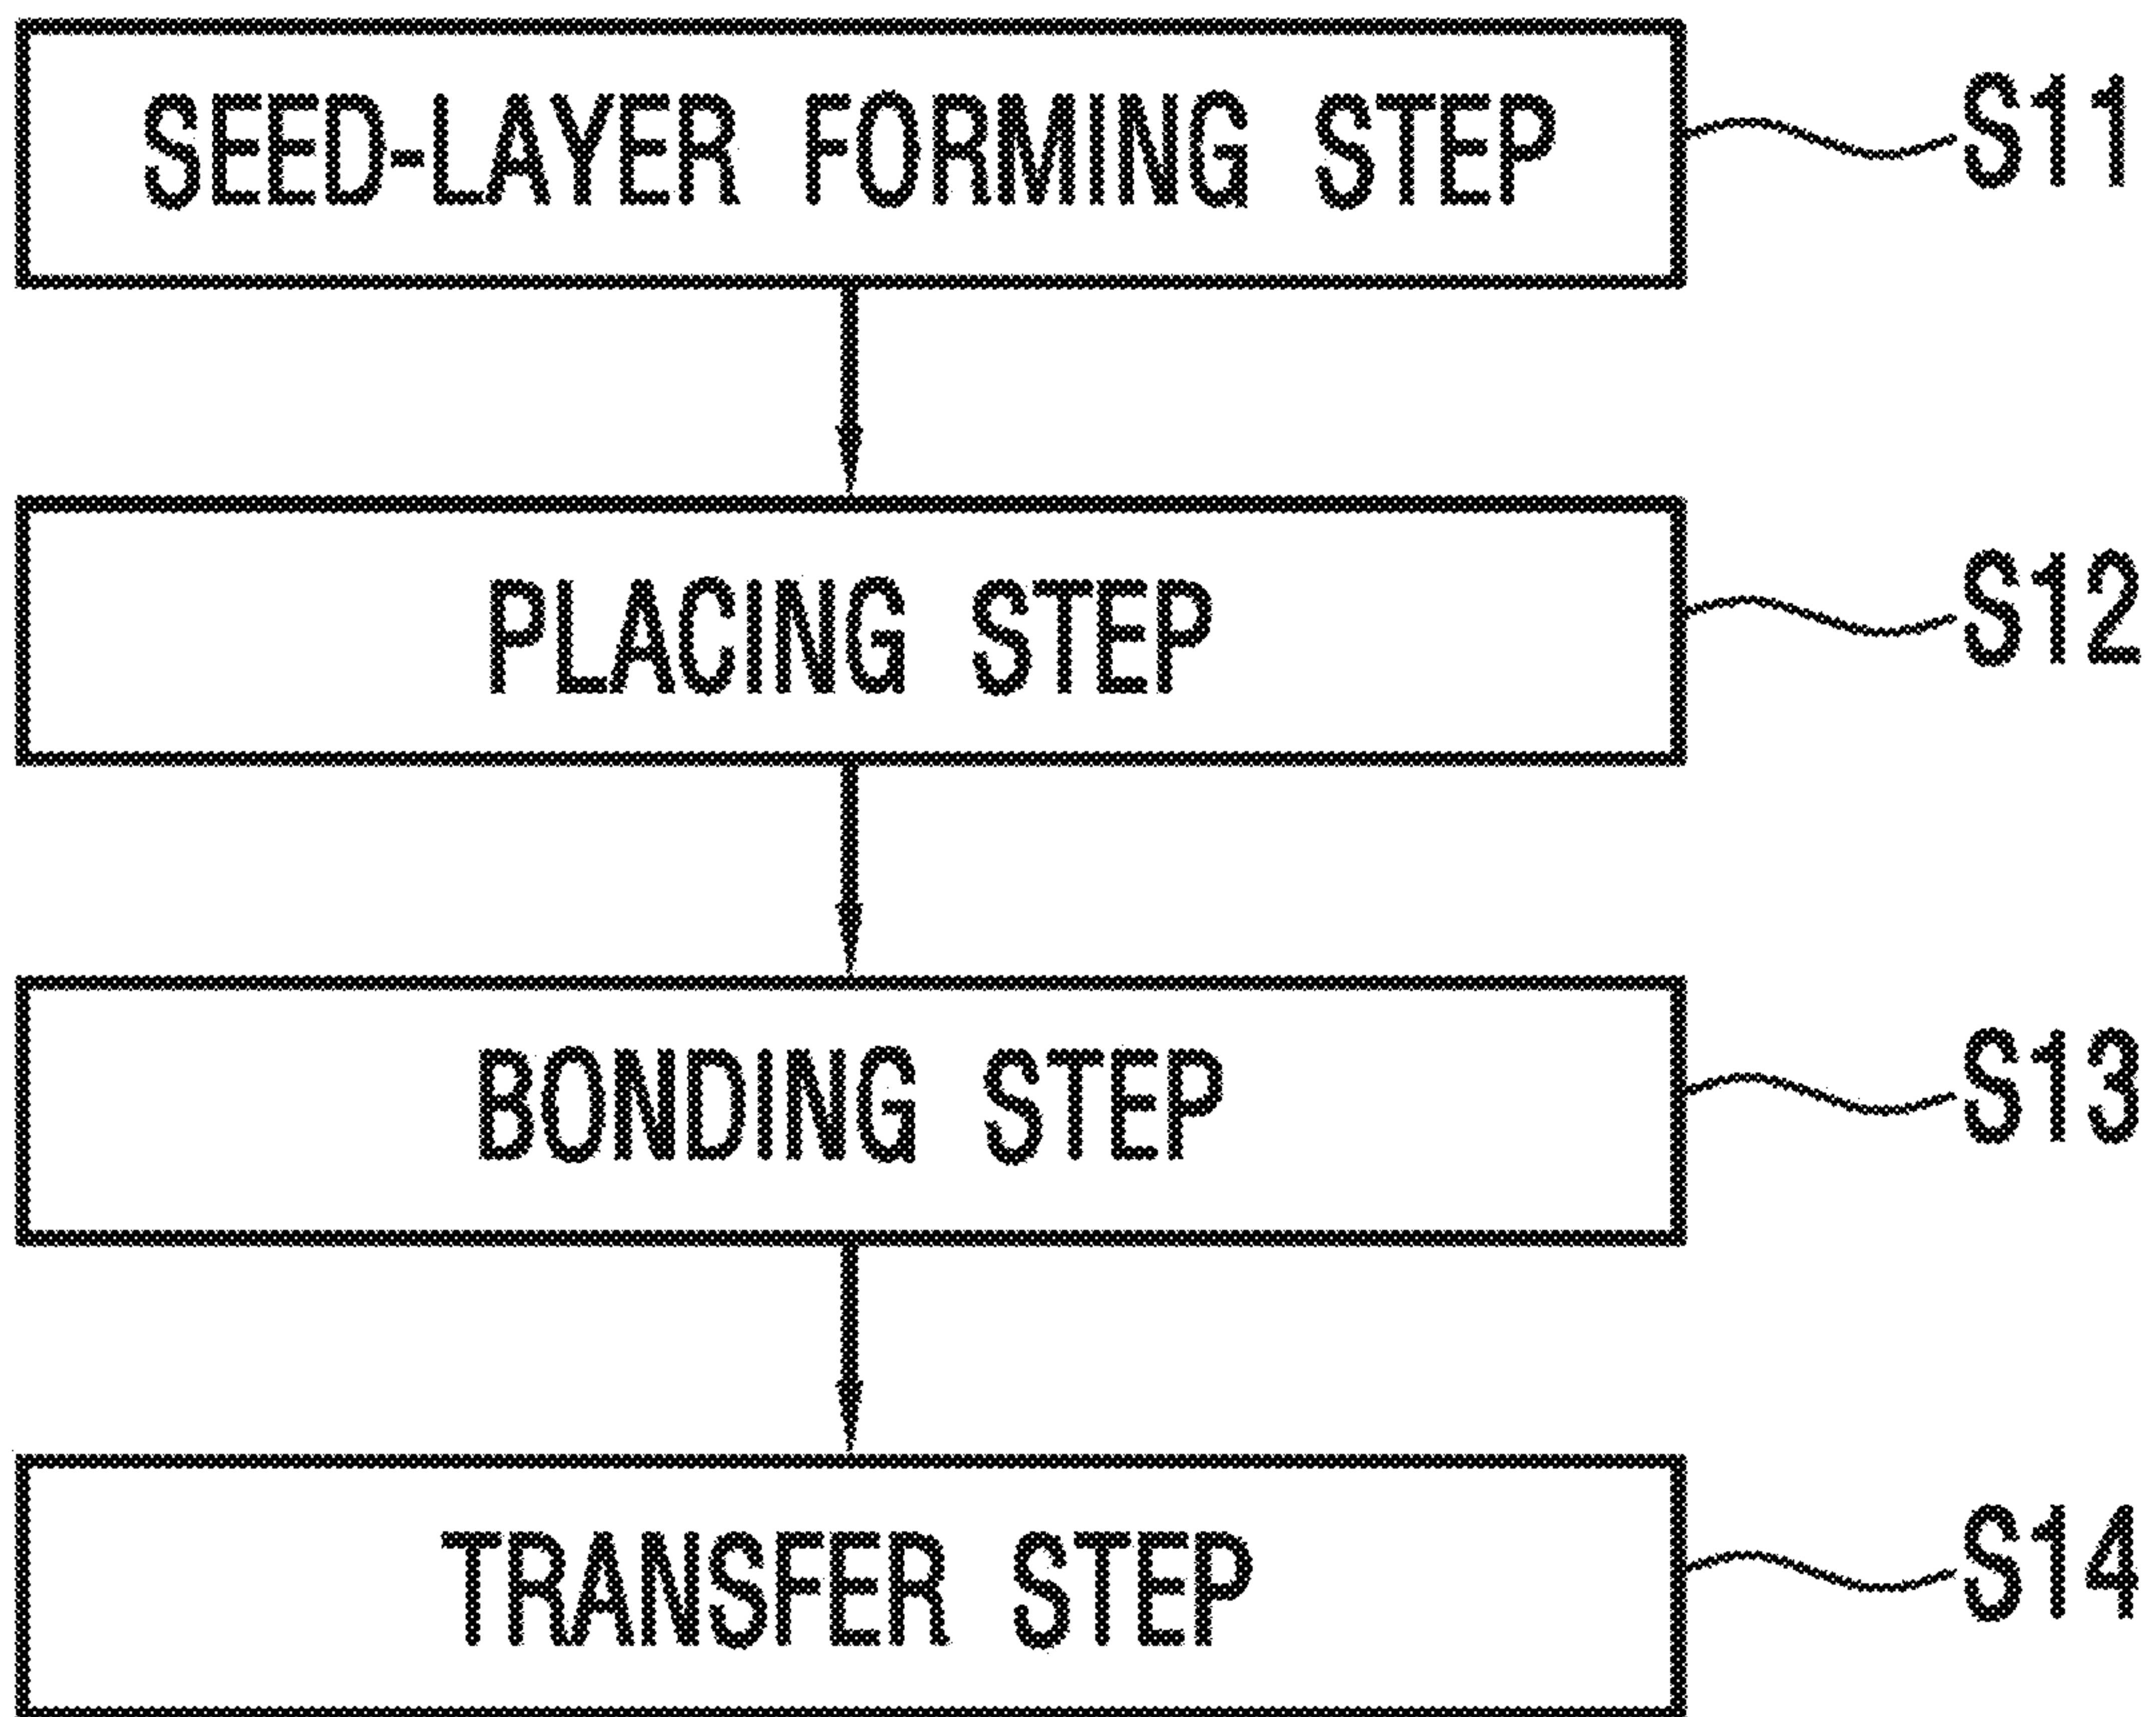 SEED-LAYER FORMING STEP S11
PLACING STEP S12
BONDING STEP S13
TRANSFER STEP S14